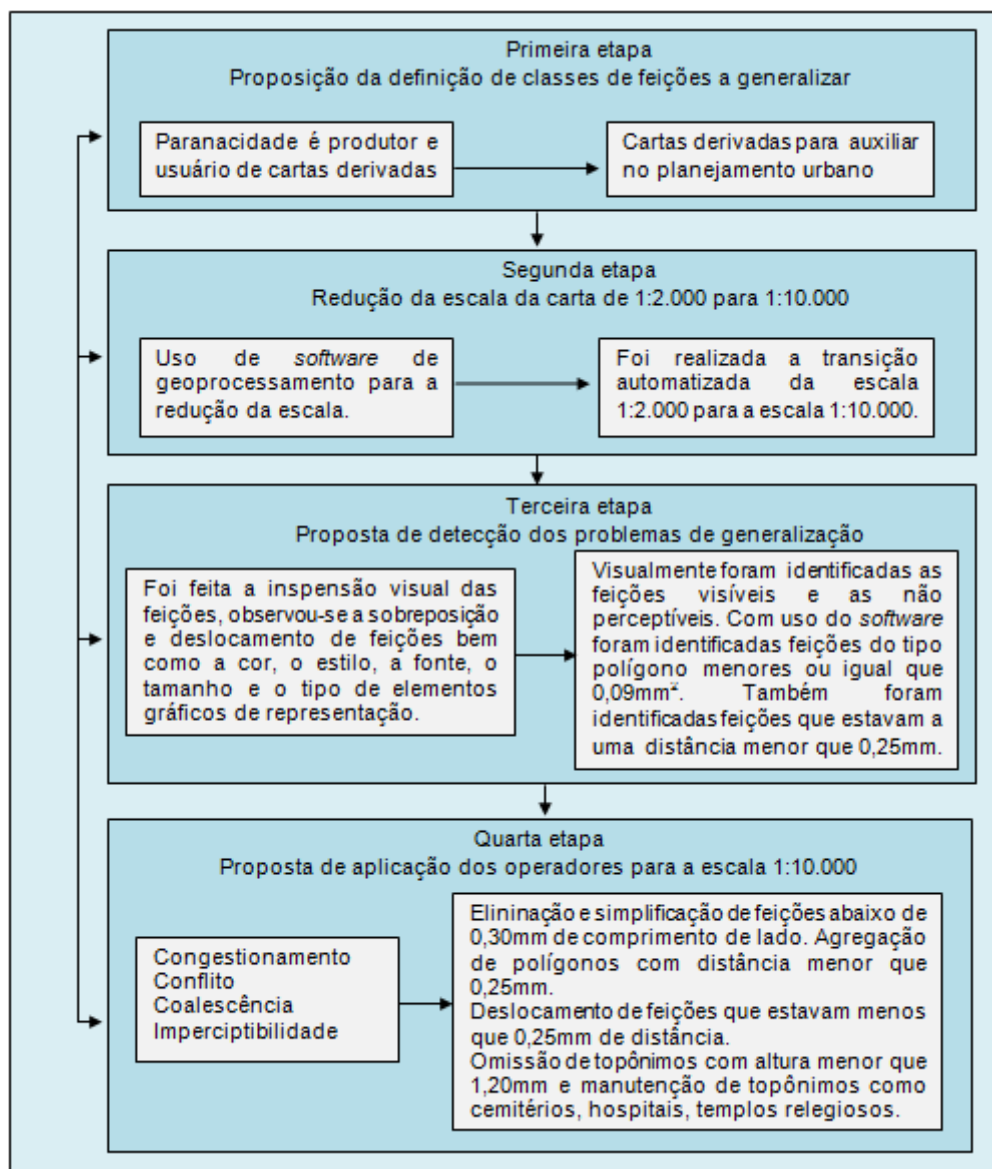 Primeira etapa
Proposição da definição de classes de feições a generalizar
Paranacidade é produtor e
usuário de cartas derivadas
Cartas derivadas para auxiliar
no planejamento urbano
Segunda etapa
Redução da escala da carta de 1:2.000 para 1:10.000
Uso de software de
geoprocessamento para a
redução da escala.
Foi realizada a transição
automatizada da escala
1:2.000 para a escala 1:10.000.
Terceira etapa
Proposta de detecção dos problemas de generalização
Foi feita a inspensão visual das
feições, observou-se a sobreposição
e deslocamento de feições bem
como a cor, o estilo, a fonte, o
tamanho e o tipo de elementos
gráficos de representação.
Visualmente foram identificadas as
feições visíveis e as não
perceptíveis. Com uso do software
foram identificadas feições do tipo
polígono menores ou igual que
0,09mm². Também foram
identificadas feições que estavam a
uma distância menor que 0,25mm.
Quarta etapa
Proposta de aplicação dos operadores para a escala 1:10.000
Congestionamento
Conflito
Coalescência
Imperciptibilidade
Elininação e simplificação de feições abaixo de
0,30mm de comprimento de lado. Agregação
de polígonos com distância menor que
0,25mm.
Deslocamento de feições que estavam menos
que 0,25mm de distância.
Omissão de topônimos com altura menor que
1,20mm e manutenção de topônimos como
cemitérios, hospitais, templos relegiosos.